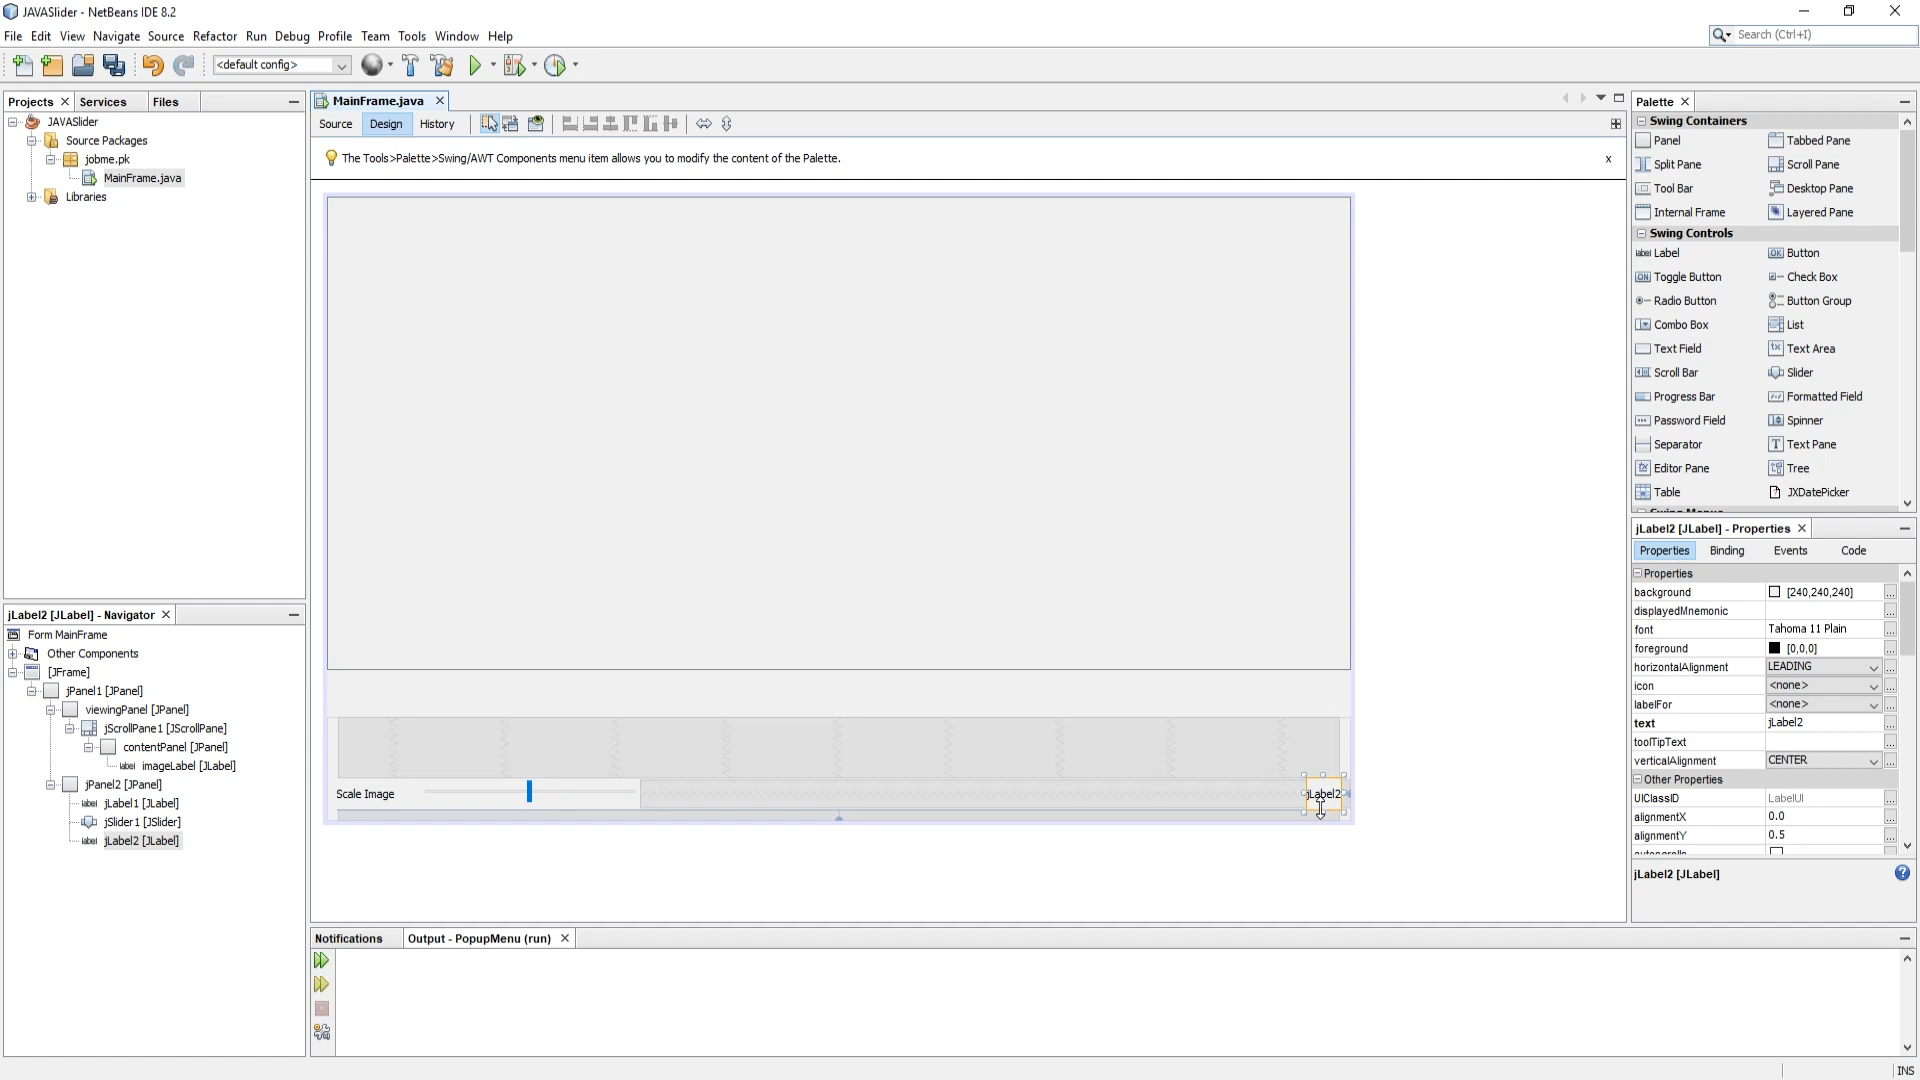 JAVASlider - NetBeans IDE 8.2
File Edit View Navigate Source Refactor Run Debug Profile Team Tools Window Help
Search (Ctrl+I)
<default config>
Projects Services Files
MainFrame.java
Palette
Source Design History
The Tools>Palette>Swing/AWT Components menu item allows you to modify the content of the Palette.
x
JAVASlider
Source Packages
jobme.pk
MainFrame.java
Libraries
Swing Containers
Panel Tabbed Pane
Split Pane Scroll Pane
Tool Bar Desktop Pane
Internal Frame Layered Pane
Swing Controls
label Label OK Button
ON Toggle Button Check Box
Radio Button Button Group
Combo Box List
Text Field Text Area
Scroll Bar Slider
Progress Bar Formatted Field
Password Field Spinner
Separator Text Pane
Editor Pane Tree
Table JXDatePicker
Swing Menus
jLabel2 [JLabel] - Navigator
Form MainFrame
Other Components
[JFrame]
jPanel1 [JPanel]
viewingPanel [JPanel]
jScrollPane1 [JScrollPane]
contentPanel [JPanel]
label imageLabel [JLabel]
jPanel2 [JPanel]
label jLabel1 [JLabel]
jSlider1 [JSlider]
label jLabel2 [JLabel]
Scale Image
jLabel2
jLabel2 [JLabel] - Properties
Properties Binding Events Code
Properties
background [240,240,240] ...
displayedMnemonic ...
font Tahoma 11 Plain ...
foreground [0,0,0] ...
horizontalAlignment LEADING ...
icon <none> ...
labelFor <none> ...
text jLabel2 ...
toolTipText ...
verticalAlignment CENTER ...
Other Properties
UIClassID LabelUI ...
alignmentX 0.0 ...
alignmentY 0.5 ...
autoscrolls
jLabel2 [JLabel]
Notifications Output - PopupMenu (run)
INS